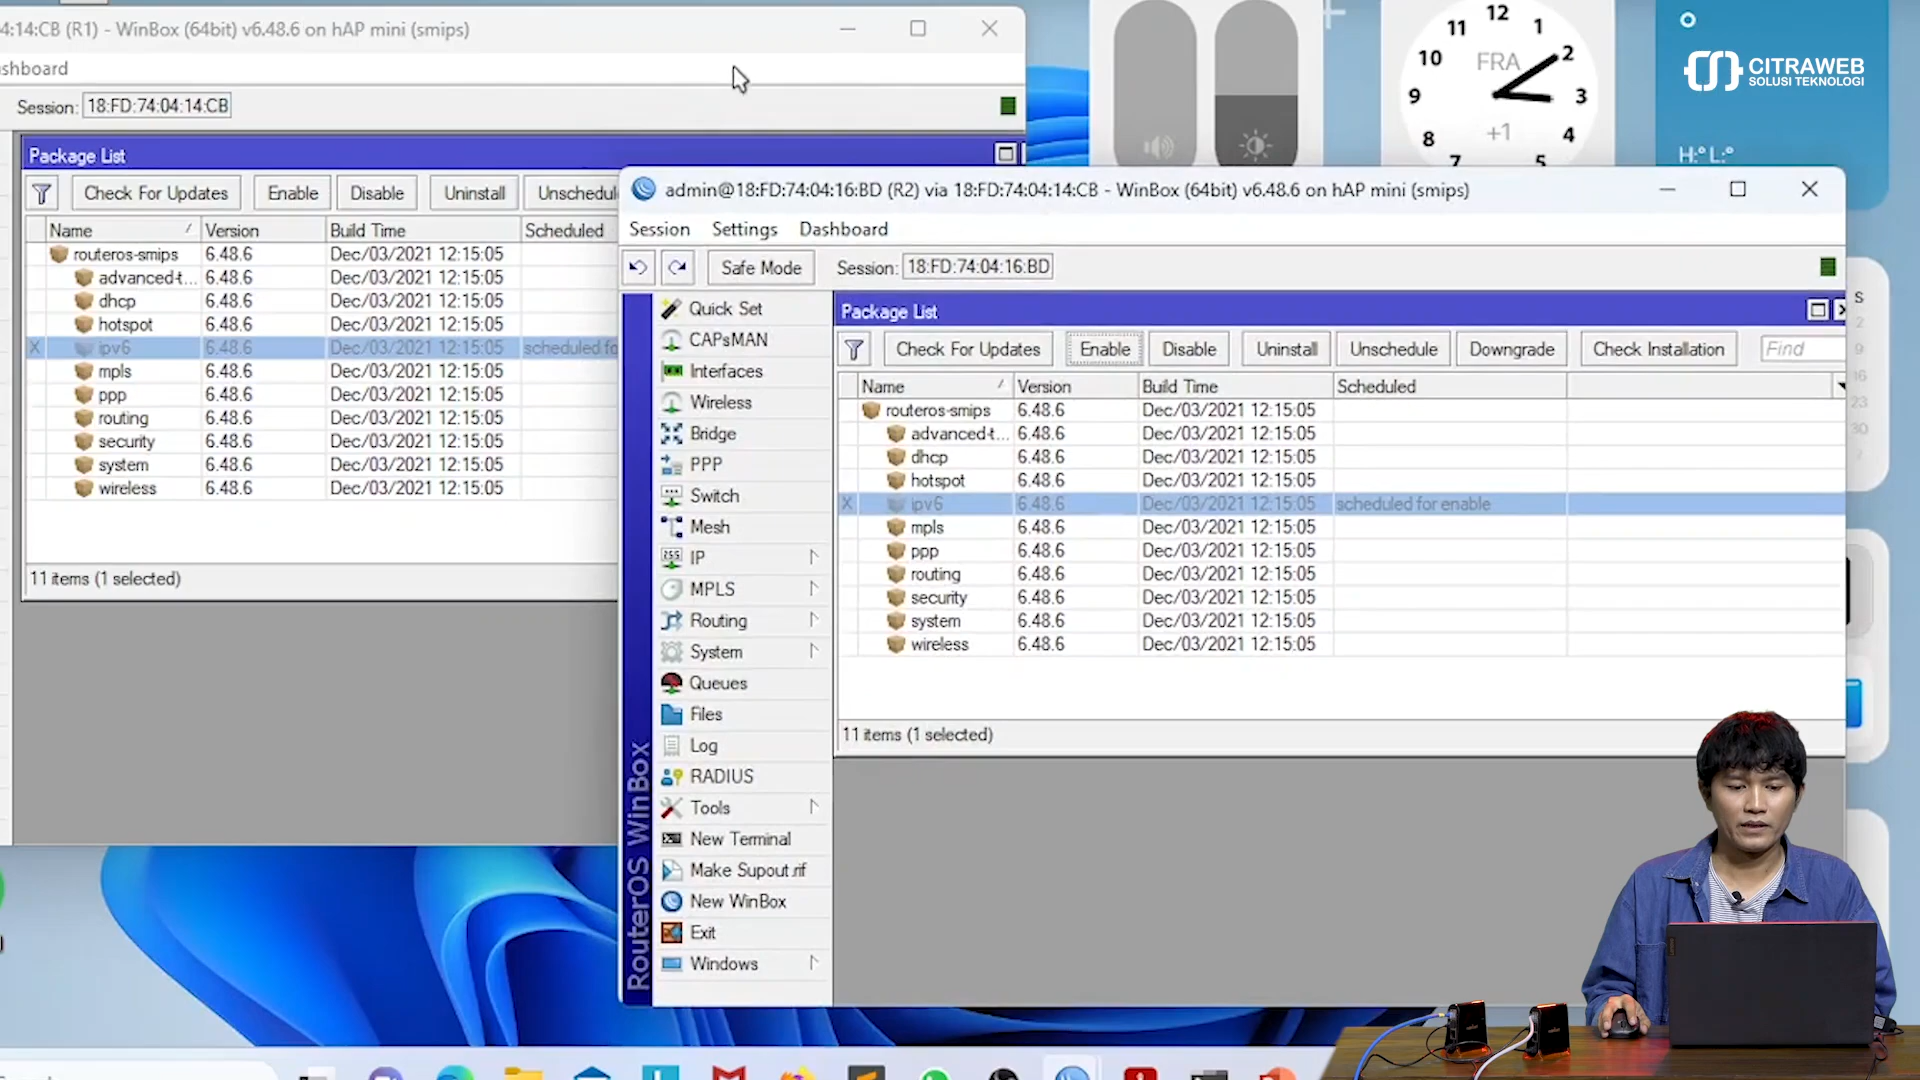 4:14:CB (R1) - WinBox (64bit) v6.48.6 on hAP mini (smips)
shboard
Session: 18:FD:74:04:14:CB
Package List
Check For Updates Enable Disable Uninstall Unschedul
Name Version Build Time Scheduled
routeros-smips 6.48.6 Dec/03/2021 12:15:05
advanced-t... 6.48.6 Dec/03/2021 12:15:05
dhcp 6.48.6 Dec/03/2021 12:15:05
hotspot 6.48.6 Dec/03/2021 12:15:05
X ipv6 6.48.6 Dec/03/2021 12:15:05 scheduled fo
mpls 6.48.6 Dec/03/2021 12:15:05
ppp 6.48.6 Dec/03/2021 12:15:05
routing 6.48.6 Dec/03/2021 12:15:05
security 6.48.6 Dec/03/2021 12:15:05
system 6.48.6 Dec/03/2021 12:15:05
wireless 6.48.6 Dec/03/2021 12:15:05
11 items (1 selected)
admin@18:FD:74:04:16:BD (R2) via 18:FD:74:04:14:CB - WinBox (64bit) v6.48.6 on hAP mini (smips)
Session Settings Dashboard
Safe Mode Session: 18:FD:74:04:16:BD
Quick Set
CAPsMAN
Interfaces
Wireless
Bridge
PPP
Switch
Mesh
IP
MPLS
Routing
System
Queues
Files
Log
RADIUS
Tools
New Terminal
Make Supout.rif
New WinBox
Exit
Windows
RouterOS WinBox
Package List
Check For Updates Enable Disable Uninstall Unschedule Downgrade Check Installation Find
Name Version Build Time Scheduled
routeros-smips 6.48.6 Dec/03/2021 12:15:05
advanced-t... 6.48.6 Dec/03/2021 12:15:05
dhcp 6.48.6 Dec/03/2021 12:15:05
hotspot 6.48.6 Dec/03/2021 12:15:05
X ipv6 6.48.6 Dec/03/2021 12:15:05 scheduled for enable
mpls 6.48.6 Dec/03/2021 12:15:05
ppp 6.48.6 Dec/03/2021 12:15:05
routing 6.48.6 Dec/03/2021 12:15:05
security 6.48.6 Dec/03/2021 12:15:05
system 6.48.6 Dec/03/2021 12:15:05
wireless 6.48.6 Dec/03/2021 12:15:05
11 items (1 selected)
12
11 1
10 FRA 2
9 3
8 +1 4
7 5
CITRAWEB
SOLUSI TEKNOLOGI
H:° L:°
S
2
9
16
23
30